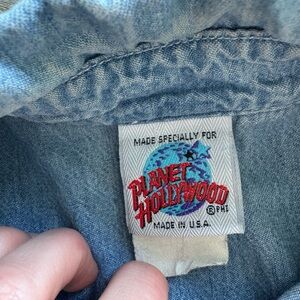 MADE SPECIALLY FOR
PLANET
HOLLYWOOD
©PHI
MADE IN U.S.A.